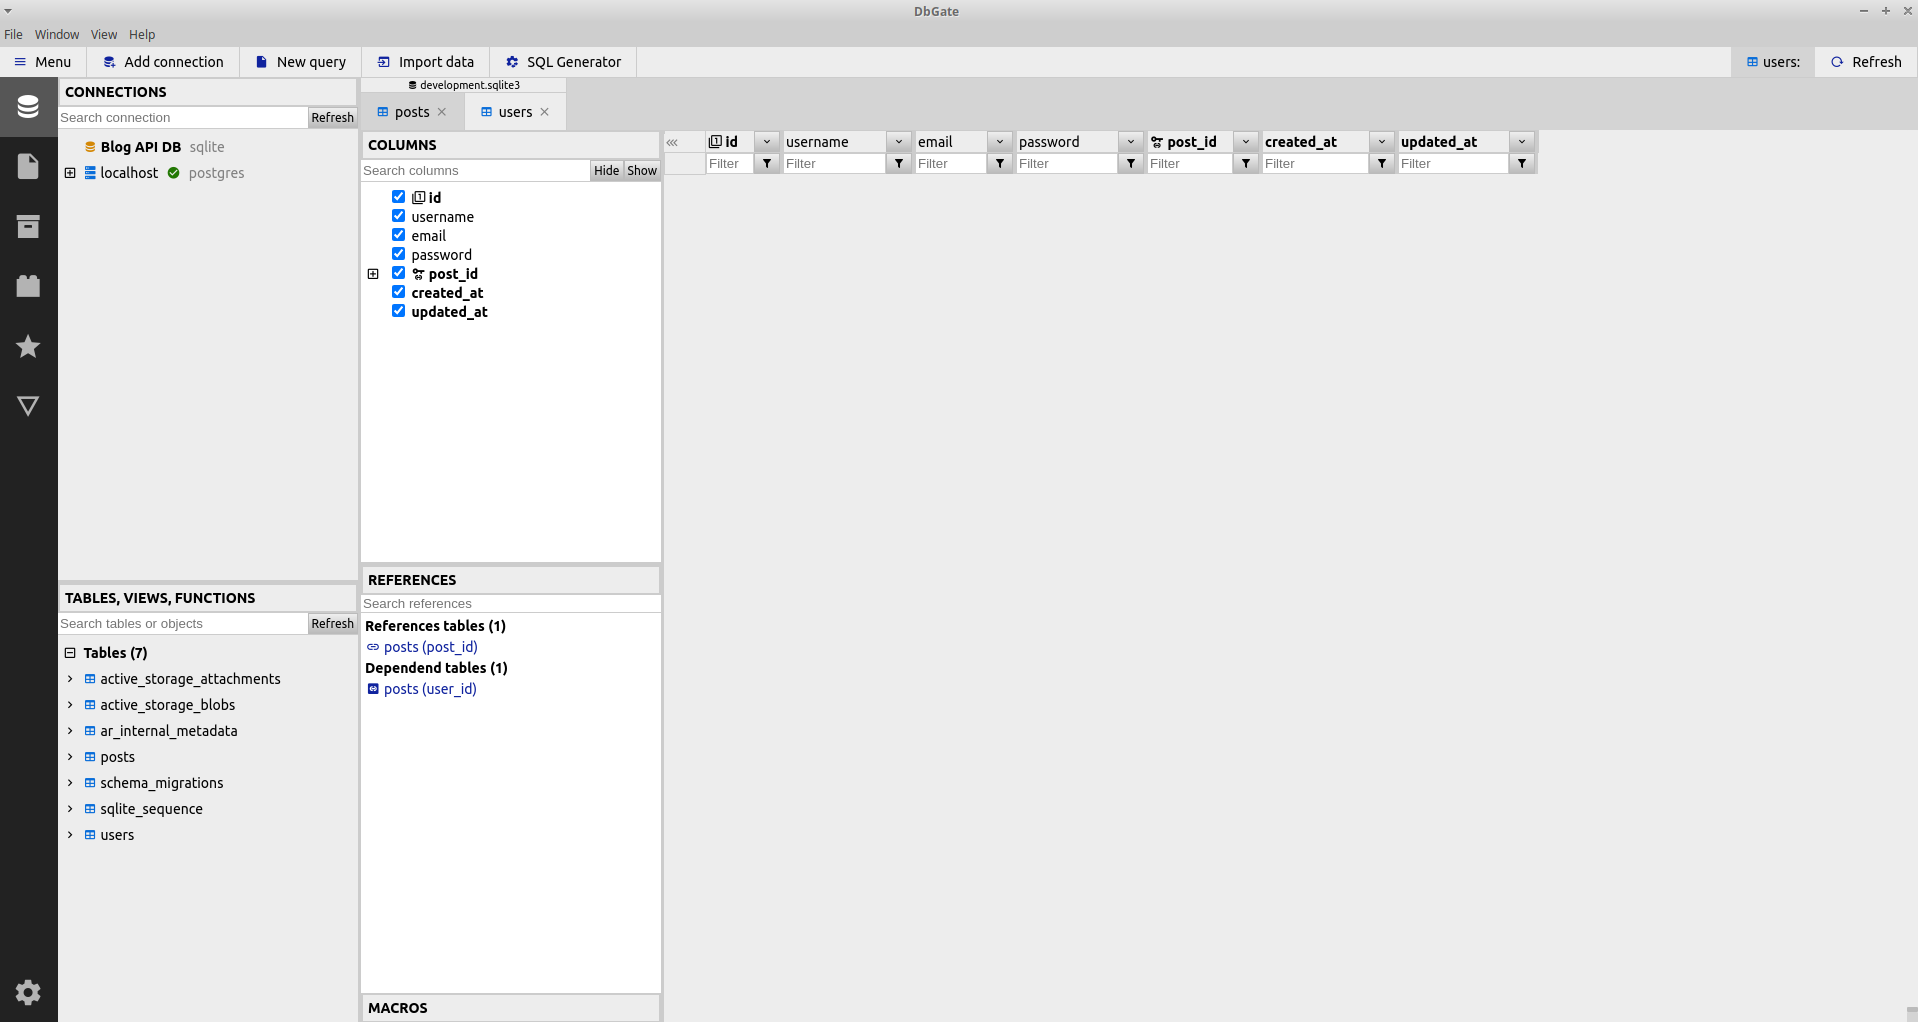 DbGate
File Window View Help
Menu Add connection New query Import data SQL Generator users: Refresh
CONNECTIONS
Search connection Refresh
Blog API DB sqlite
localhost postgres
TABLES, VIEWS, FUNCTIONS
Search tables or objects Refresh
Tables (7)
active_storage_attachments
active_storage_blobs
ar_internal_metadata
posts
schema_migrations
sqlite_sequence
users
development.sqlite3
posts users
COLUMNS
Search columns Hide Show
id
username
email
password
post_id
created_at
updated_at
REFERENCES
Search references
References tables (1)
posts (post_id)
Dependend tables (1)
posts (user_id)
MACROS
id username email password post_id created_at updated_at
Filter Filter Filter Filter Filter Filter Filter